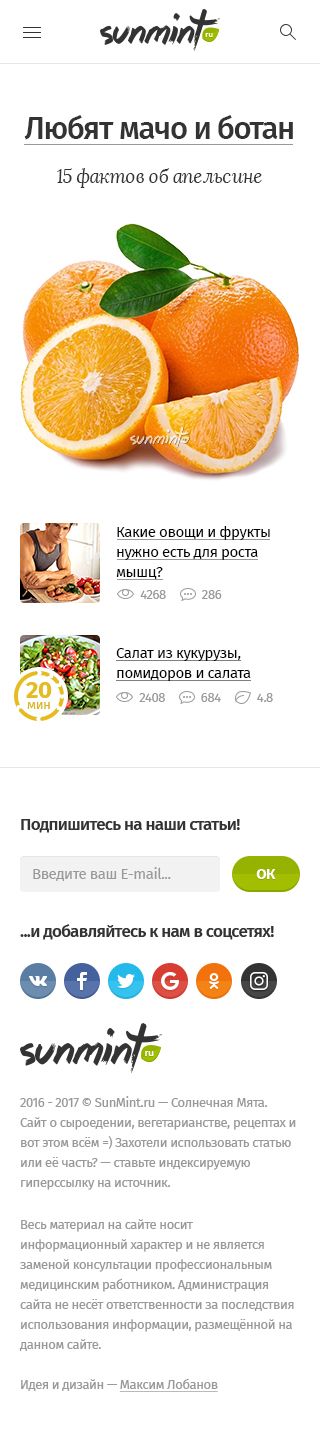 sunmint ru
Любят мачо и ботан
15 фактов об апельсине
sunmint
Какие овощи и фрукты
нужно есть для роста
мышц?
4268 286
Салат из кукурузы,
помидоров и салата
20
мин
2408 684 4.8
Подпишитесь на наши статьи!
Введите ваш E-mail...
ОК
...и добавляйтесь к нам в соцсетях!
sunmint ru
2016 - 2017 © SunMint.ru — Солнечная Мята.
Сайт о сыроедении, вегетарианстве, рецептах и
вот этом всём =) Захотели использовать статью
или её часть? — ставьте индексируемую
гиперссылку на источник.
Весь материал на сайте носит
информационный характер и не является
заменой консультации профессиональным
медицинским работником. Администрация
сайта не несёт ответственности за последствия
использования информации, размещённой на
данном сайте.
Идея и дизайн — Максим Лобанов